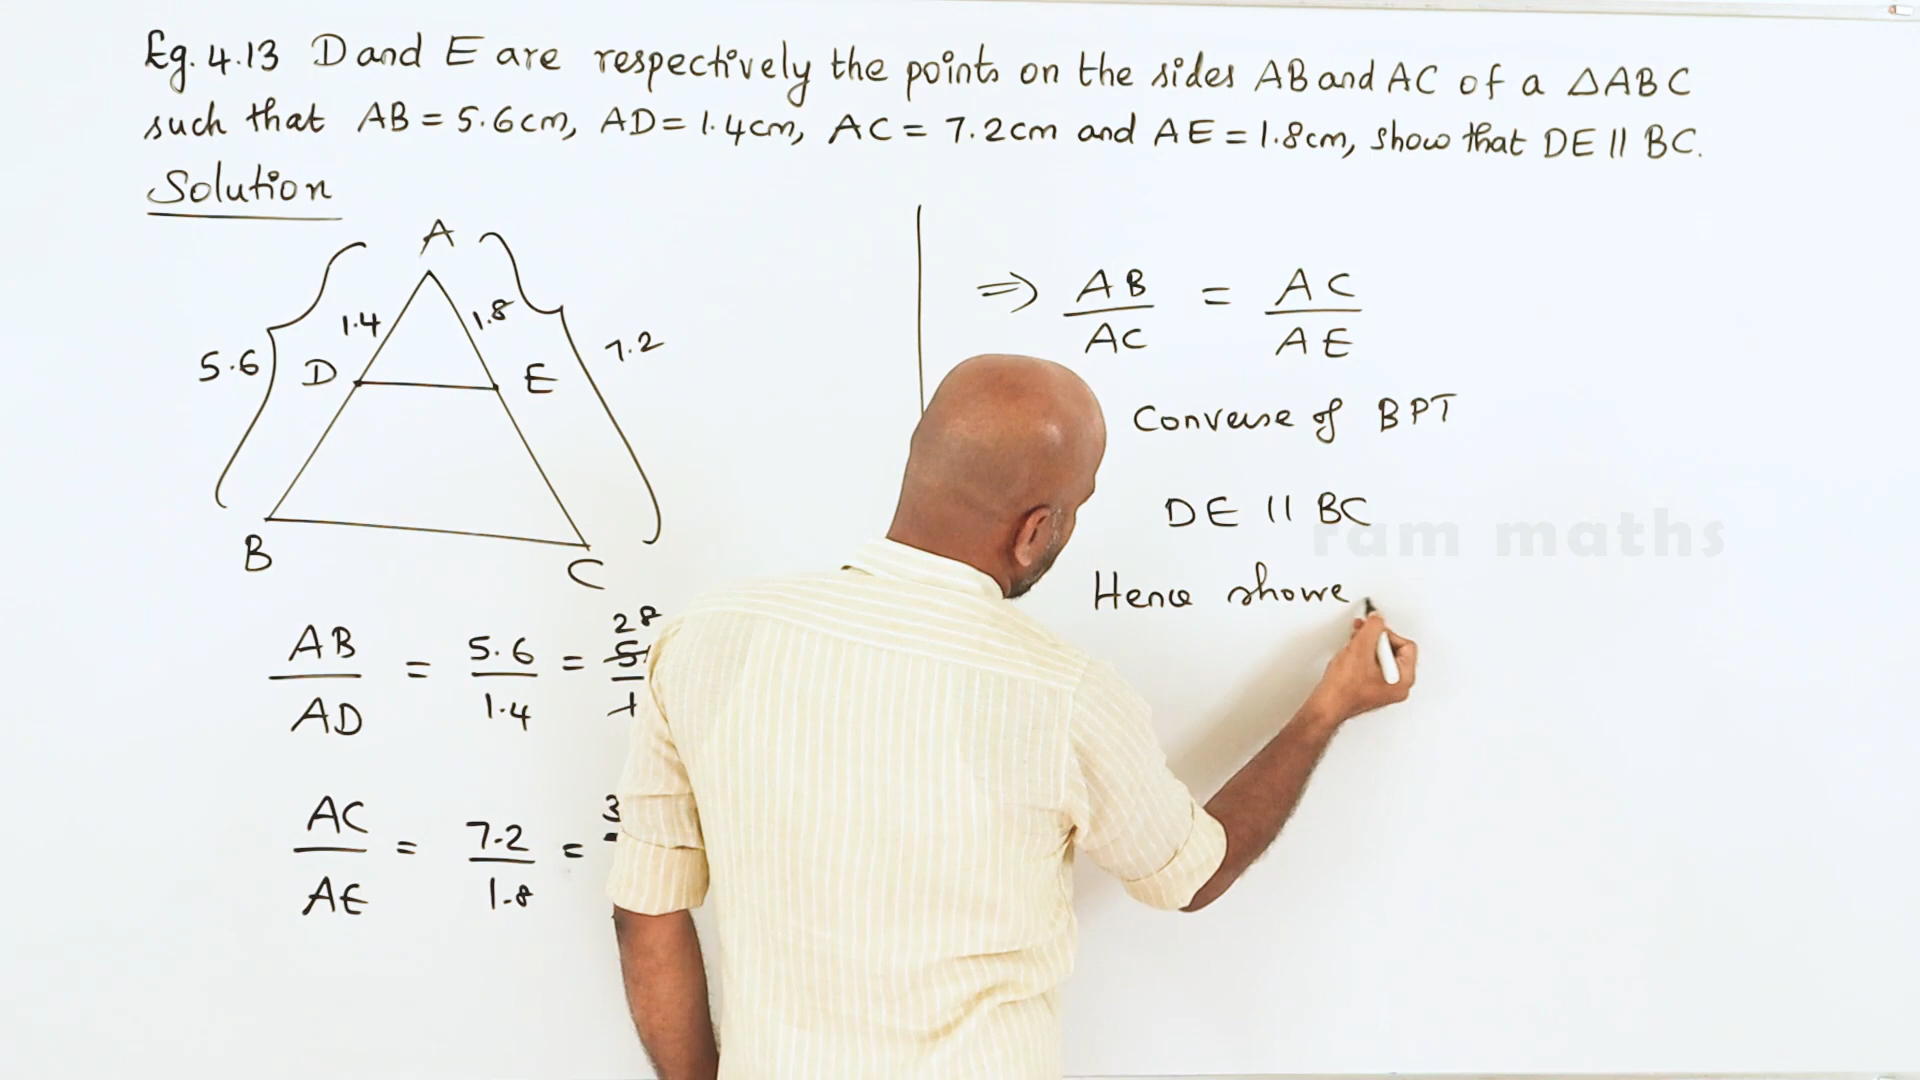 Eg. 4.13 D and E are respectively the points on the sides AB and AC of a △ABC
such that AB = 5.6cm, AD = 1.4cm, AC = 7.2cm and AE = 1.8cm, show that DE || BC.
Solution
A
1.4
1.8
5.6
7.2
D
E
B
C
AB/AD = 5.6/1.4 =
28
AC/AE = 7.2/1.8 =
3
⇒ AB/AC = AC/AE
Converse of BPT
DE || BC
Hence showe
ram maths